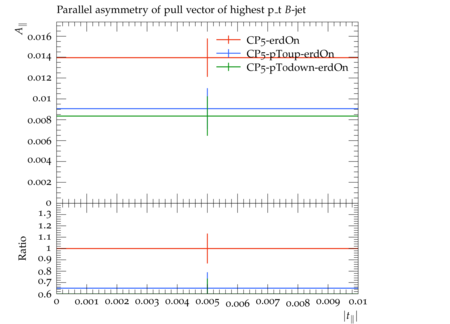 Parallel asymmetry of pull vector of highest p_t B-jet
A∥
0.016
0.014
0.012
0.01
0.008
0.006
0.004
0.002
0
CP5-erdOn
CP5-pToup-erdOn
CP5-pTodown-erdOn
Ratio
1.3
1.2
1.1
1
0.9
0.8
0.7
0.6
0 0.001 0.002 0.003 0.004 0.005 0.006 0.007 0.008 0.009 0.01
|t∥|